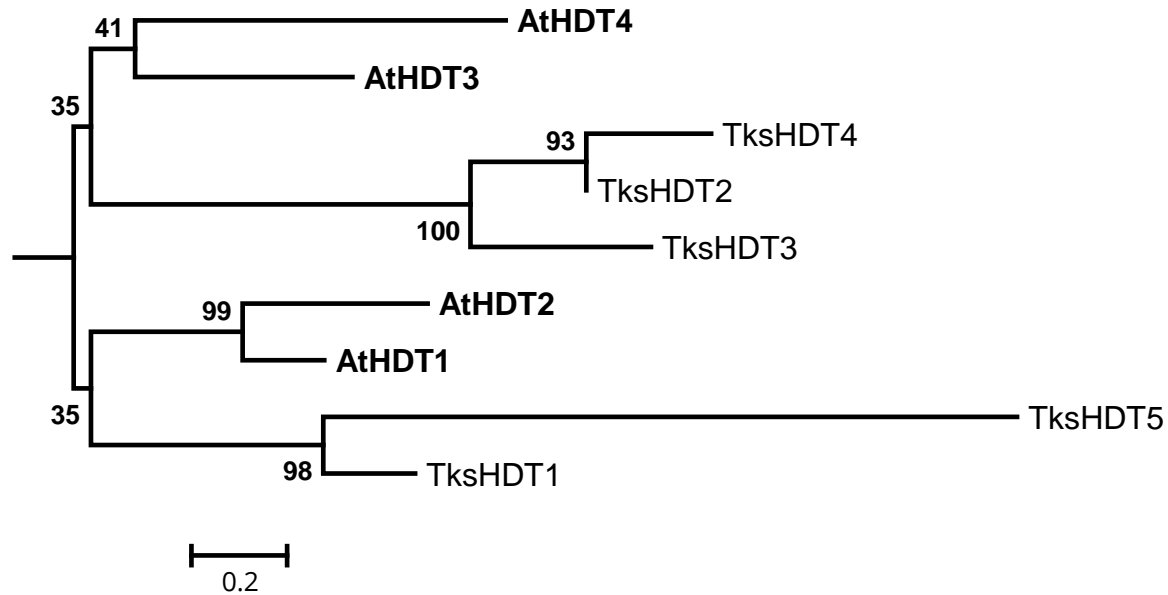 41
AtHDT4
AtHDT3
35
93
TksHDT4
TksHDT2
100
TksHDT3
99
AtHDT2
AtHDT1
35
TksHDT5
98
TksHDT1
0.2